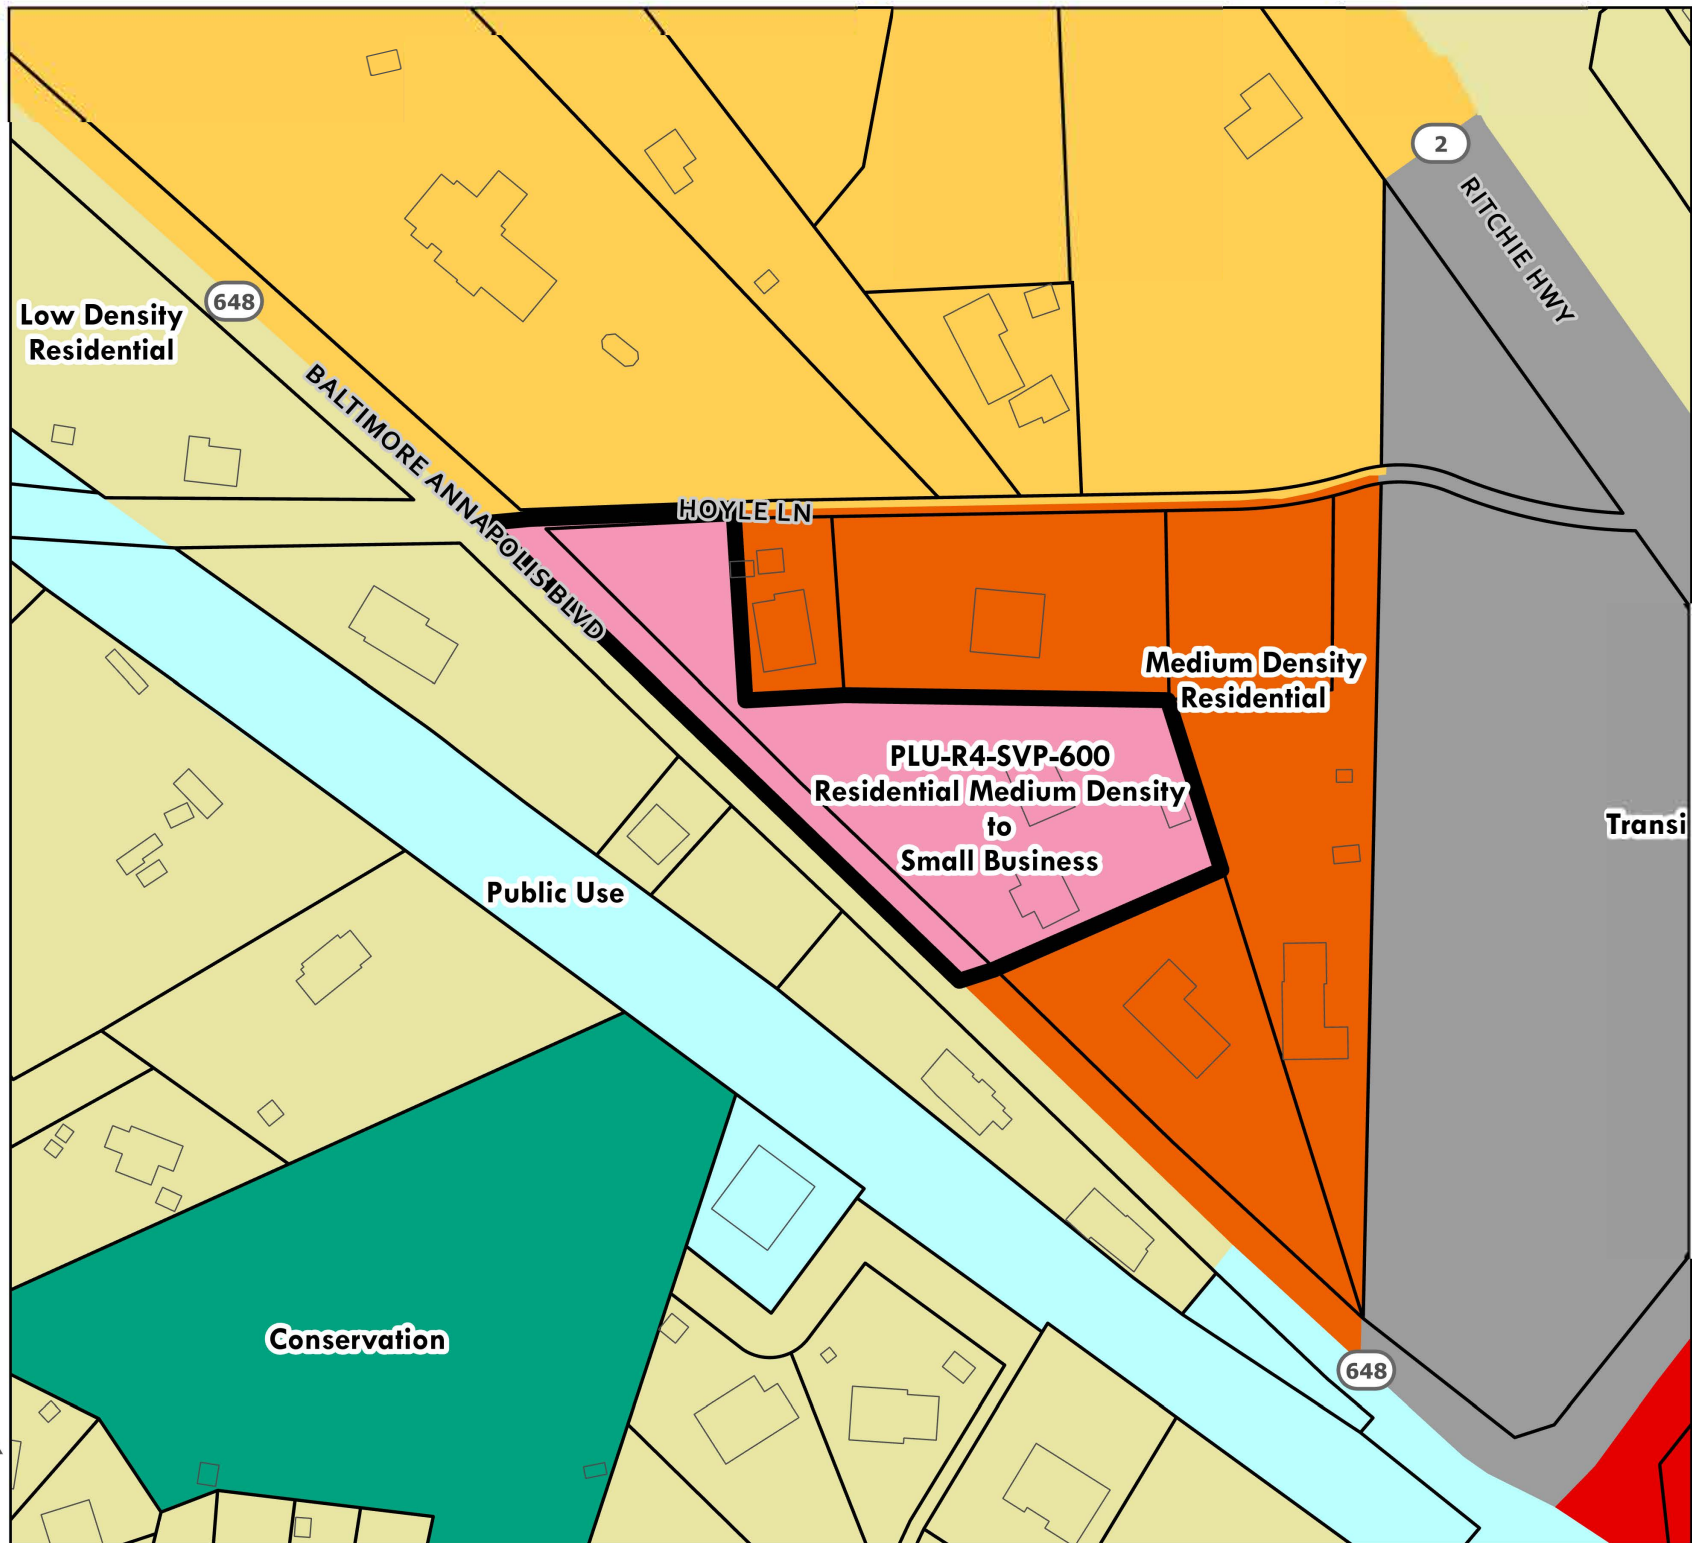 2
RITCHIE HWY
648
Low Density
Residential
BALTIMORE ANNAPOLIS BLVD
HOYLE LN
Medium Density
Residential
PLU-R4-SVP-600
Residential Medium Density
to
Small Business
Transi
Public Use
Conservation
648